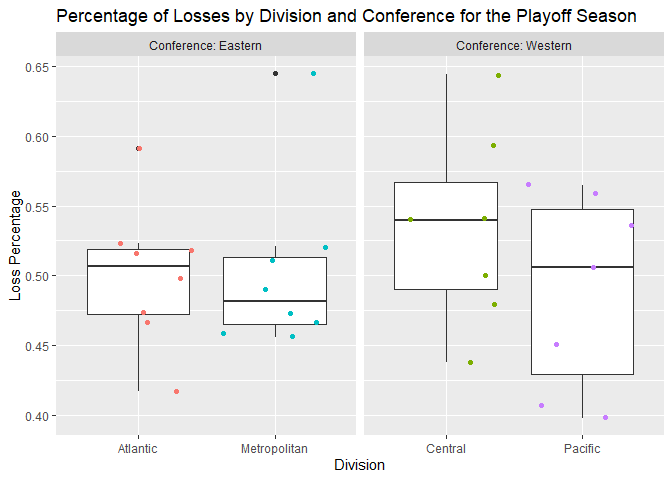 Percentage of Losses by Division and Conference for the Playoff Season
Conference: Eastern
Conference: Western
Loss Percentage
0.65
0.60
0.55
0.50
0.45
0.40
Atlantic
Metropolitan
Central
Pacific
Division